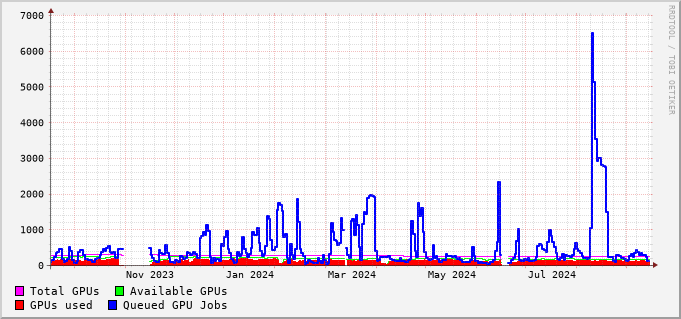 7000
6000
5000
4000
3000
2000
1000
0
Nov 2023 Jan 2024 Mar 2024 May 2024 Jul 2024
Total GPUs Available GPUs
GPUs used Queued GPU Jobs
RRDTOOL / TOBI OETIKER